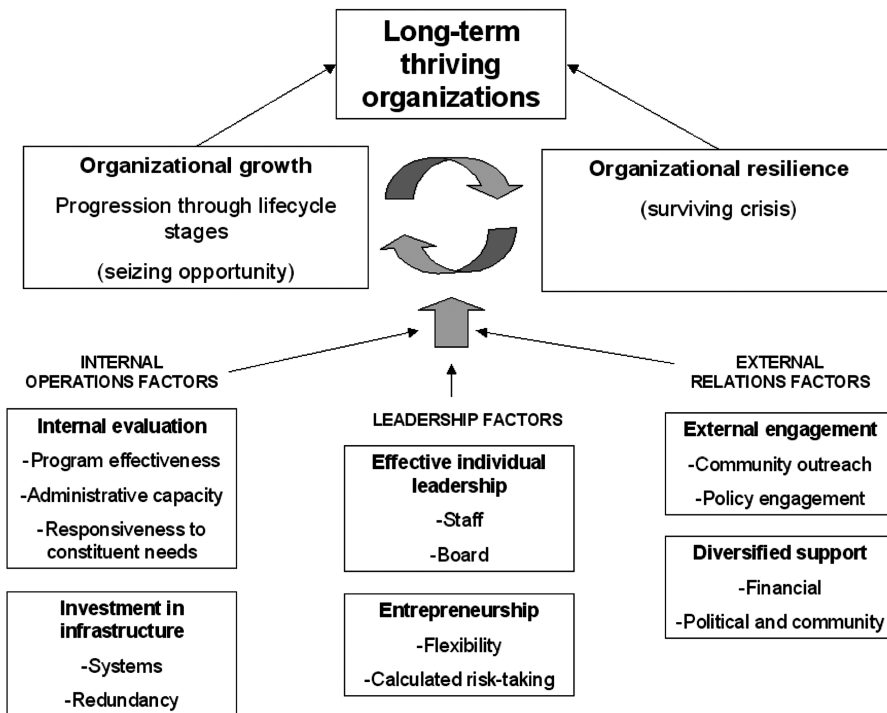 Long-term
thriving
organizations
Organizational growth
Progression through lifecycle
stages
(seizing opportunity)
Organizational resilience
(surviving crisis)
INTERNAL
OPERATIONS FACTORS
Internal evaluation
-Program effectiveness
-Administrative capacity
-Responsiveness to
constituent needs
Investment in
infrastructure
-Systems
-Redundancy
LEADERSHIP FACTORS
Effective individual
leadership
-Staff
-Board
Entrepreneurship
-Flexibility
-Calculated risk-taking
EXTERNAL
RELATIONS FACTORS
External engagement
-Community outreach
-Policy engagement
Diversified support
-Financial
-Political and community